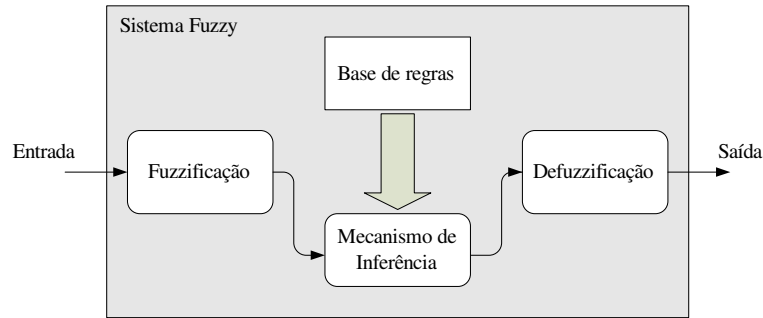 Sistema Fuzzy
Base de regras
Entrada
Fuzzificação
Mecanismo de
Inferência
Defuzzificação
Saída